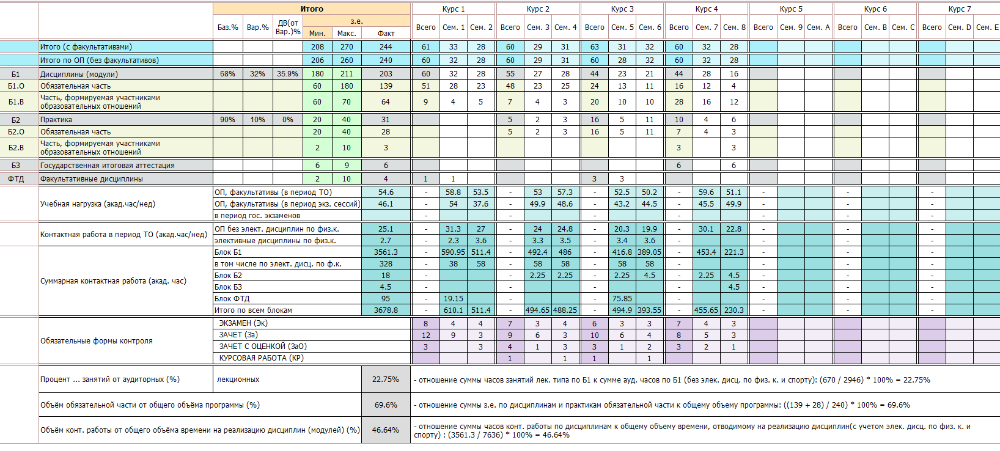 Итого Курс 1 Курс 2 Курс 3 Курс 4 Курс 5 Курс 6 Курс 7
Баз.% Вар.% ДВ(от Вар.)% з.е. Всего Сем. 1 Сем. 2 Всего Сем. 3 Сем. 4 Всего Сем. 5 Сем. 6 Всего Сем. 7 Сем. 8 Всего Сем. 9 Сем. A Всего Сем. B Сем. C Всего Сем. D Сем. E
Мин. Макс. Факт
Итого (с факультативами) 208 270 244 61 33 28 60 29 31 63 31 32 60 32 28
Итого по ОП (без факультативов) 206 260 240 60 32 28 60 29 31 60 28 32 60 32 28
Б1 Дисциплины (модули) 68% 32% 35.9% 180 211 203 60 32 28 55 27 28 44 23 21 44 28 16
Б1.О Обязательная часть 60 180 139 51 28 23 48 23 25 24 13 11 16 12 4
Б1.В Часть, формируемая участниками образовательных отношений 60 70 64 9 4 5 7 4 3 20 10 10 28 16 12
Б2 Практика 90% 10% 0% 20 40 31 5 2 3 16 5 11 10 4 6
Б2.О Обязательная часть 20 40 28 5 2 3 16 5 11 7 4 3
Б2.В Часть, формируемая участниками образовательных отношений 2 10 3 3 3
Б3 Государственная итоговая аттестация 6 9 6 6 6
ФТД Факультативные дисциплины 2 10 4 1 1 3 3
Учебная нагрузка (акад.час/нед)
ОП, факультативы (в период ТО) 54.6 - 58.8 53.5 - 53 57.3 - 52.5 50.2 - 59.6 51.1 - - -
ОП, факультативы (в период экз. сессий) 46.1 - 54 37.6 - 49.9 48.6 - 43.2 44.5 - 45.5 49.9 - - -
в период гос. экзаменов - - - - - - -
Контактная работа в период ТО (акад.час/нед)
ОП без элект. дисциплин по физ.к. 25.1 - 31.3 27 - 24 24.8 - 20.3 19.9 - 30.1 22.8 - - -
элективные дисциплины по физ.к. 2.7 - 2.3 3.6 - 3.3 3.5 - 3.4 3.6 - - - -
Суммарная контактная работа (акад. час)
Блок Б1 3561.3 - 590.95 511.4 - 492.4 486 - 416.8 389.05 - 453.4 221.3 - - -
в том числе по элект. дисц. по ф.к. 328 - 38 58 - 58 58 - 58 58 - - - -
Блок Б2 18 - - 2.25 2.25 - 2.25 4.5 - 2.25 4.5 - - -
Блок Б3 4.5 - - - - 4.5 - - -
Блок ФТД 95 - 19.15 - - 75.85 - - - -
Итого по всем блокам 3678.8 - 610.1 511.4 - 494.65 488.25 - 494.9 393.55 - 455.65 230.3 - - -
Обязательные формы контроля
ЭКЗАМЕН (Эк) 8 4 4 7 3 4 6 3 3 7 4 3
ЗАЧЕТ (За) 12 9 3 9 6 3 10 6 4 8 5 3
ЗАЧЕТ С ОЦЕНКОЙ (ЗаО) 3 3 4 1 3 3 1 2 3 2 1
КУРСОВАЯ РАБОТА (КР) 1 1 1 1
Процент ... занятий от аудиторных (%) лекционных 22.75% - отношение суммы часов занятий лек. типа по Б1 к сумме ауд. часов по Б1 (без элек. дисц. по физ. к. и спорту): (670 / 2946) * 100% = 22.75%
Объём обязательной части от общего объёма программы (%) 69.6% - отношение суммы з.е. по дисциплинам и практикам обязательной части к общему объему программы: ((139 + 28) / 240) * 100% = 69.6%
Объём конт. работы от общего объёма времени на реализацию дисциплин (модулей) (%) 46.64% - отношение суммы часов конт. работы по дисциплинам к общему объему времени, отводимому на реализацию дисциплин(с учетом элек. дисц. по физ. к. и
спорту) : (3561.3 / 7636) * 100% = 46.64%